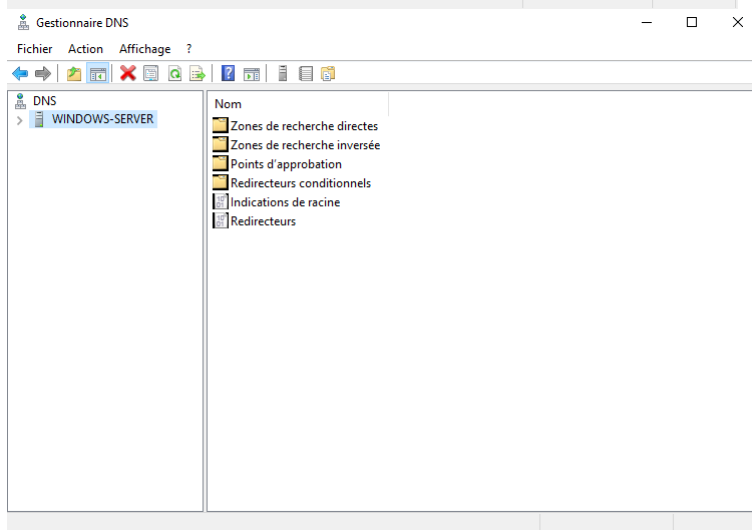 Gestionnaire DNS
Fichier Action Affichage ?
DNS
WINDOWS-SERVER
Nom
Zones de recherche directes
Zones de recherche inversée
Points d'approbation
Redirecteurs conditionnels
Indications de racine
Redirecteurs